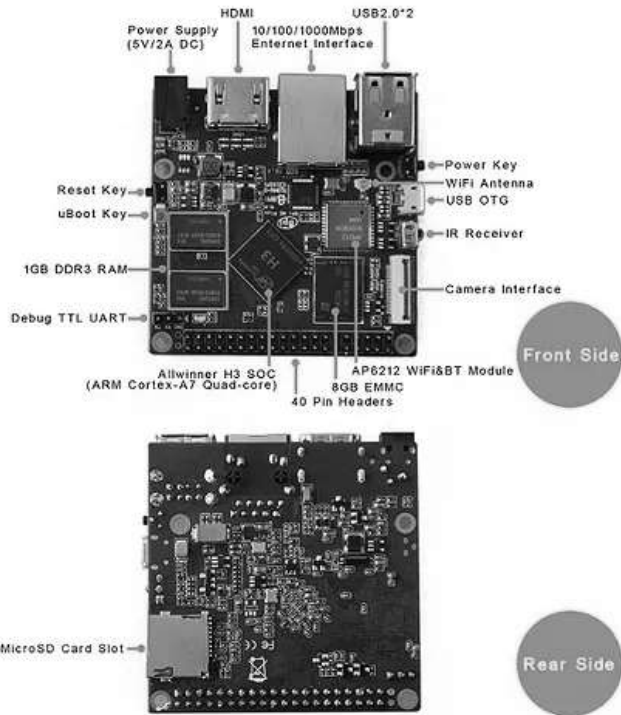 HDMI
USB2.0*2
Power Supply
(5V/2A DC)
10/100/1000Mbps
Enternet Interface
Power Key
WiFi Antenna
Reset Key
USB OTG
uBoot Key
IR Receiver
1GB DDR3 RAM
Camera Interface
Debug TTL UART
H3
Front Side
Allwinner H3 SOC
(ARM Cortex-A7 Quad-core)
AP6212 WiFi&BT Module
8GB EMMC
40 Pin Headers
MicroSD Card Slot
Rear Side